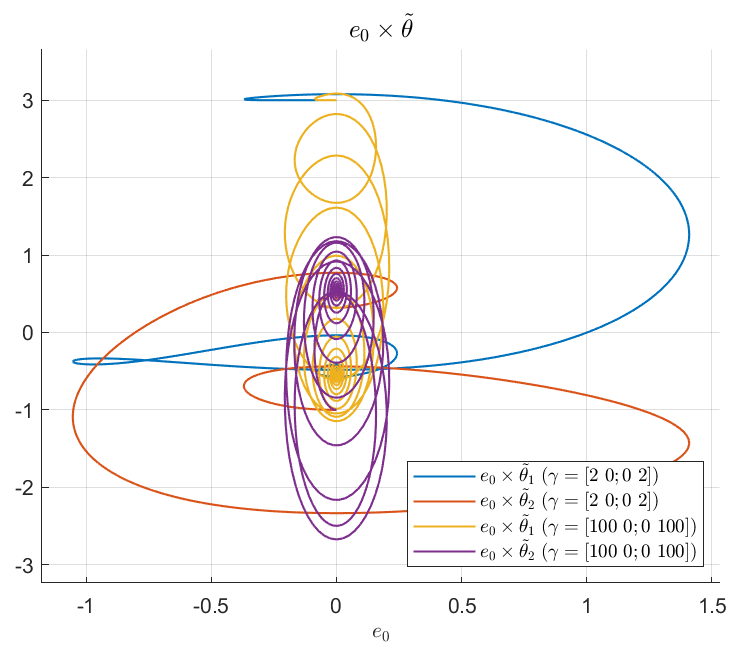 e₀ × θ̃
3
2
1
0
-1
-2
-3
-1
-0.5
0
0.5
1
1.5
e₀
e₀ × θ̃₁ (γ = [2 0; 0 2])
e₀ × θ̃₂ (γ = [2 0; 0 2])
e₀ × θ̃₁ (γ = [100 0; 0 100])
e₀ × θ̃₂ (γ = [100 0; 0 100])